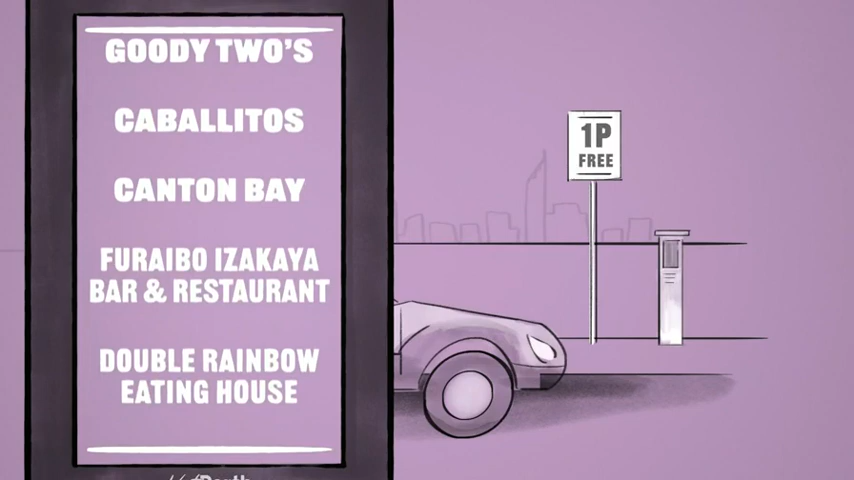 GOODY TWO'S
CABALLITOS
CANTON BAY
FURAIBO IZAKAYA
BAR & RESTAURANT
DOUBLE RAINBOW
EATING HOUSE
1P
FREE